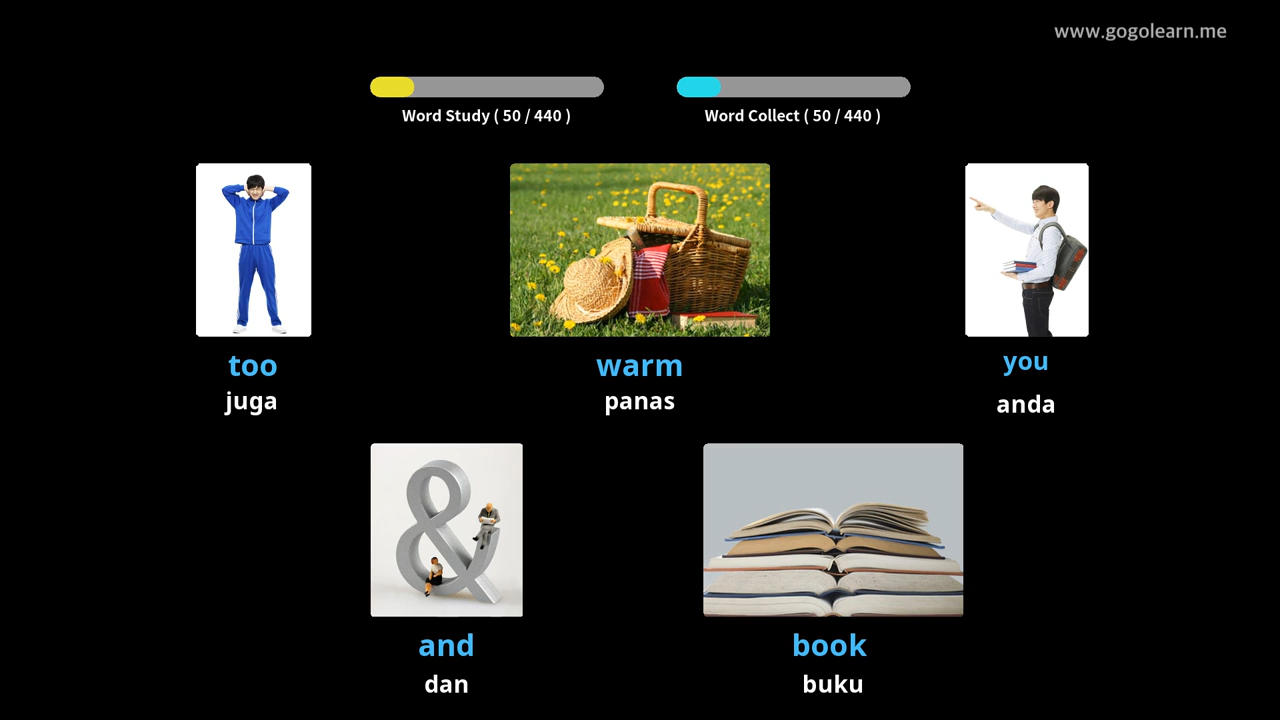 www.gogolearn.me
Word Study ( 50 / 440 )
Word Collect ( 50 / 440 )
too
juga
warm
panas
you
anda
and
dan
book
buku